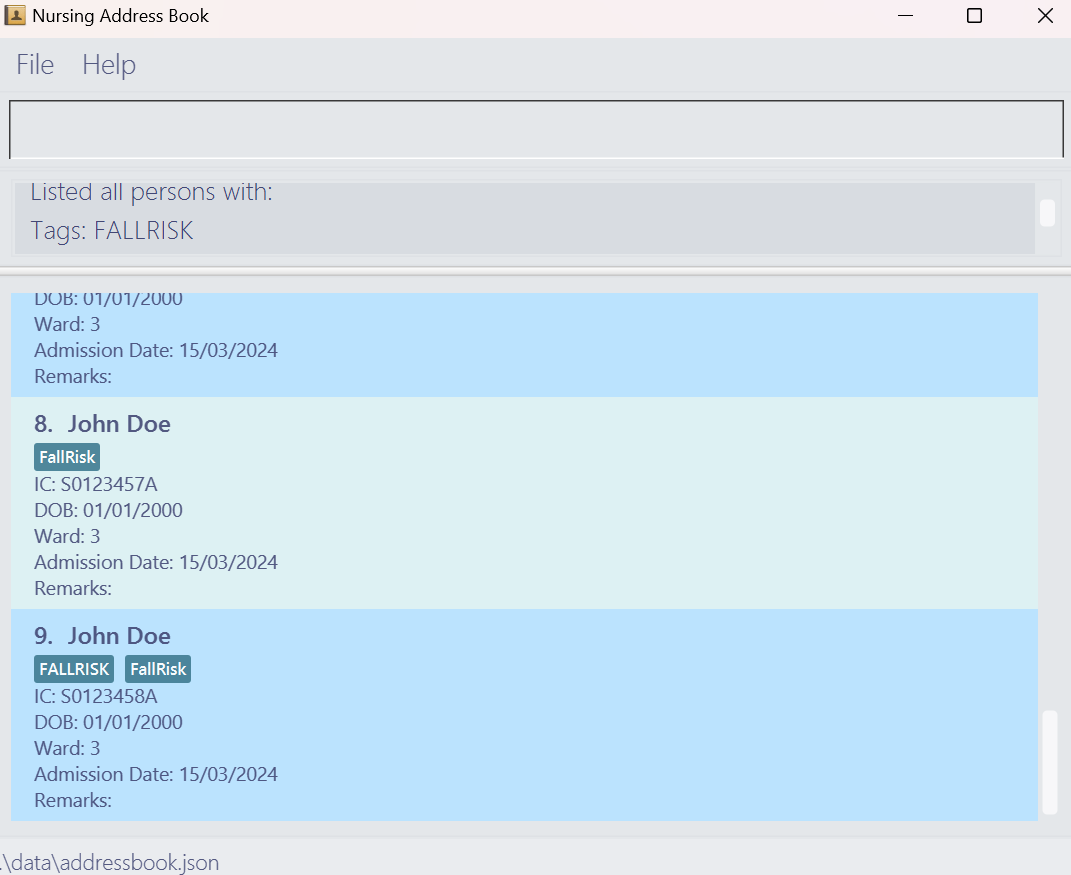 Nursing Address Book
File Help
Listed all persons with:
Tags: FALLRISK
DOB: 01/01/2000
Ward: 3
Admission Date: 15/03/2024
Remarks:
8. John Doe
FallRisk
IC: S0123457A
DOB: 01/01/2000
Ward: 3
Admission Date: 15/03/2024
Remarks:
9. John Doe
FALLRISK FallRisk
IC: S0123458A
DOB: 01/01/2000
Ward: 3
Admission Date: 15/03/2024
Remarks:
.\data\addressbook.json